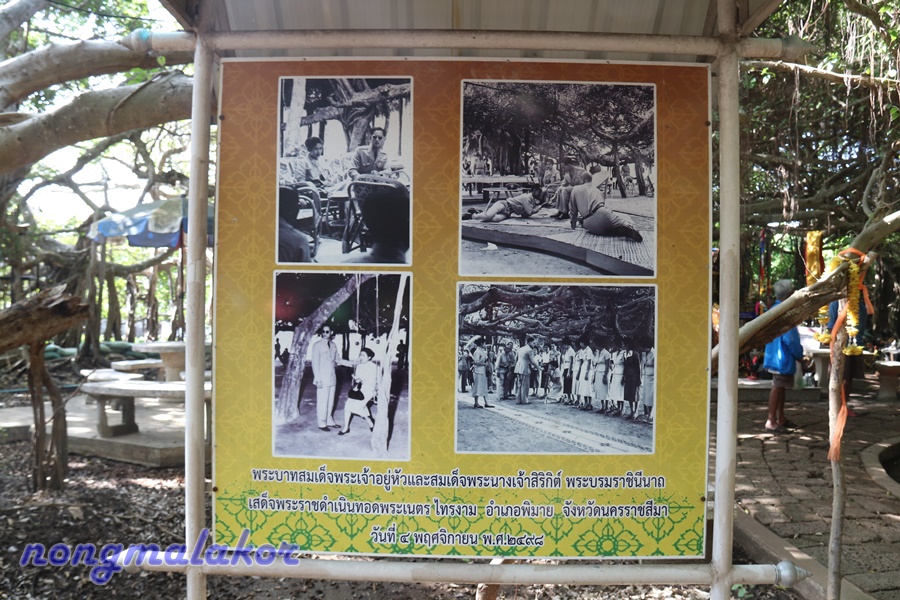 พระบาทสมเด็จพระเจ้าอยู่หัวและสมเด็จพระนางเจ้าสิริกิติ์ พระบรมราชินีนาถ
เสด็จพระราชดำเนินทอดพระเนตร ไทรงาม อำเภอพิมาย จังหวัดนครราชสีมา
วันที่ ๔ พฤศจิกายน พ.ศ.๒๔๙๘
nongmalakor